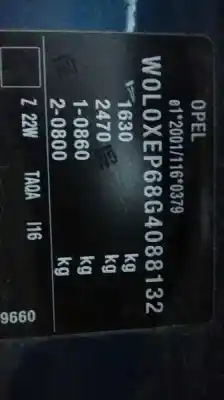 OPEL
e1*2001/116*0379
W0L0XEP68G4088132
1630 kg
2470 kg
1-0860 kg
2-0800 kg
Z 22W TAQA I16
9660